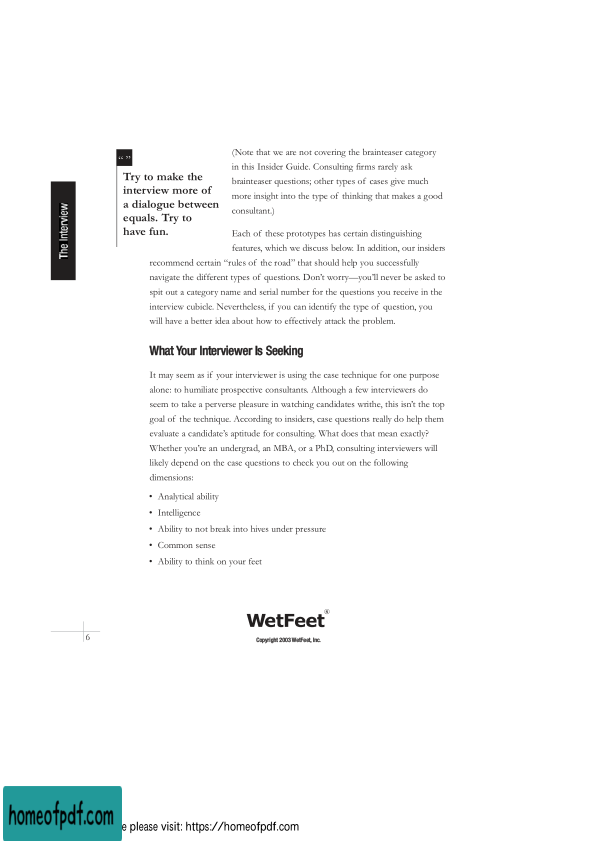 The Interview
“ ”
Try to make the
interview more of
a dialogue between
equals. Try to
have fun.
(Note that we are not covering the brainteaser category
in this Insider Guide. Consulting firms rarely ask
brainteaser questions; other types of cases give much
more insight into the type of thinking that makes a good
consultant.)
Each of these prototypes has certain distinguishing
features, which we discuss below. In addition, our insiders
recommend certain “rules of the road” that should help you successfully
navigate the different types of questions. Don’t worry—you’ll never be asked to
spit out a category name and serial number for the questions you receive in the
interview cubicle. Nevertheless, if you can identify the type of question, you
will have a better idea about how to effectively attack the problem.
What Your Interviewer Is Seeking
It may seem as if your interviewer is using the case technique for one purpose
alone: to humiliate prospective consultants. Although a few interviewers do
seem to take a perverse pleasure in watching candidates writhe, this isn’t the top
goal of the technique. According to insiders, case questions really do help them
evaluate a candidate’s aptitude for consulting. What does that mean exactly?
Whether you’re an undergrad, an MBA, or a PhD, consulting interviewers will
likely depend on the case questions to check you out on the following
dimensions:
• Analytical ability
• Intelligence
• Ability to not break into hives under pressure
• Common sense
• Ability to think on your feet
WetFeet®
Copyright 2003 WetFeet, Inc.
6
homeofpdf.com
e please visit: https://homeofpdf.com